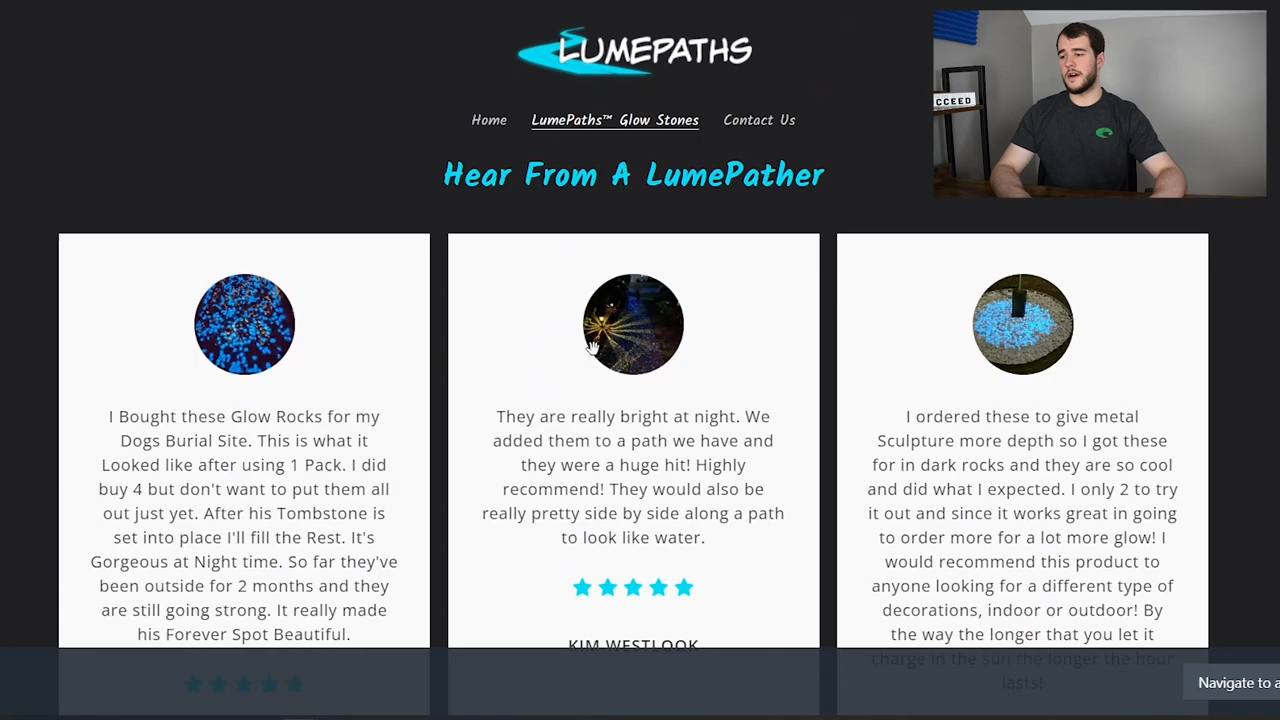 LUMEPATHS
CCEED
Home LumePaths™ Glow Stones Contact Us
Hear From A LumePather
I Bought these Glow Rocks for my
Dogs Burial Site. This is what it
Looked like after using 1 Pack. I did
buy 4 but don't want to put them all
out just yet. After his Tombstone is
set into place I'll fill the Rest. It's
Gorgeous at Night time. So far they've
been outside for 2 months and they
are still going strong. It really made
his Forever Spot Beautiful.
They are really bright at night. We
added them to a path we have and
they were a huge hit! Highly
recommend! They would also be
really pretty side by side along a path
to look like water.
KIM WESTLOOK
I ordered these to give metal
Sculpture more depth so I got these
for in dark rocks and they are so cool
and did what I expected. I only 2 to try
it out and since it works great in going
to order more for a lot more glow! I
would recommend this product to
anyone looking for a different type of
decorations, indoor or outdoor! By
the way the longer that you let it
charge in the sun the longer the hour
lasts!
Navigate to a